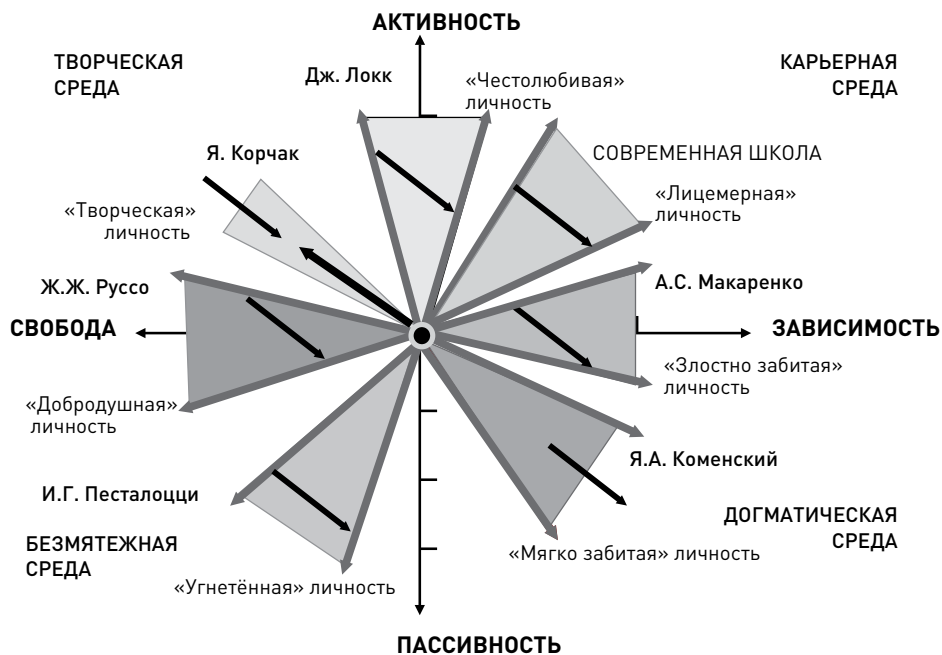 АКТИВНОСТЬ
ТВОРЧЕСКАЯ
СРЕДА
Дж. Локк
«Честолюбивая»
личность
КАРЬЕРНАЯ
СРЕДА
Я. Корчак
СОВРЕМЕННАЯ ШКОЛА
«Творческая»
личность
«Лицемерная»
личность
Ж.Ж. Руссо
А.С. Макаренко
СВОБОДА
ЗАВИСИМОСТЬ
«Добродушная»
личность
«Злостно забитая»
личность
И.Г. Песталоцци
Я.А. Коменский
БЕЗМЯТЕЖНАЯ
СРЕДА
ДОГМАТИЧЕСКАЯ
СРЕДА
«Угнетённая» личность
«Мягко забитая» личность
ПАССИВНОСТЬ